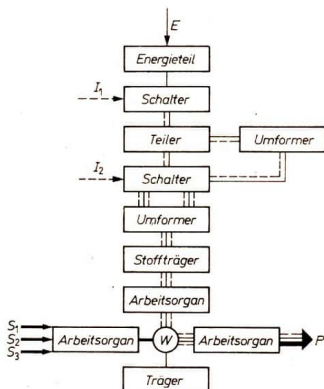 E
Energieteil
I₁
Schalter
Teiler
Umformer
I₂
Schalter
Umformer
Stoffträger
Arbeitsorgan
S₁
S₂
S₃
Arbeitsorgan
W
Arbeitsorgan
P
Träger